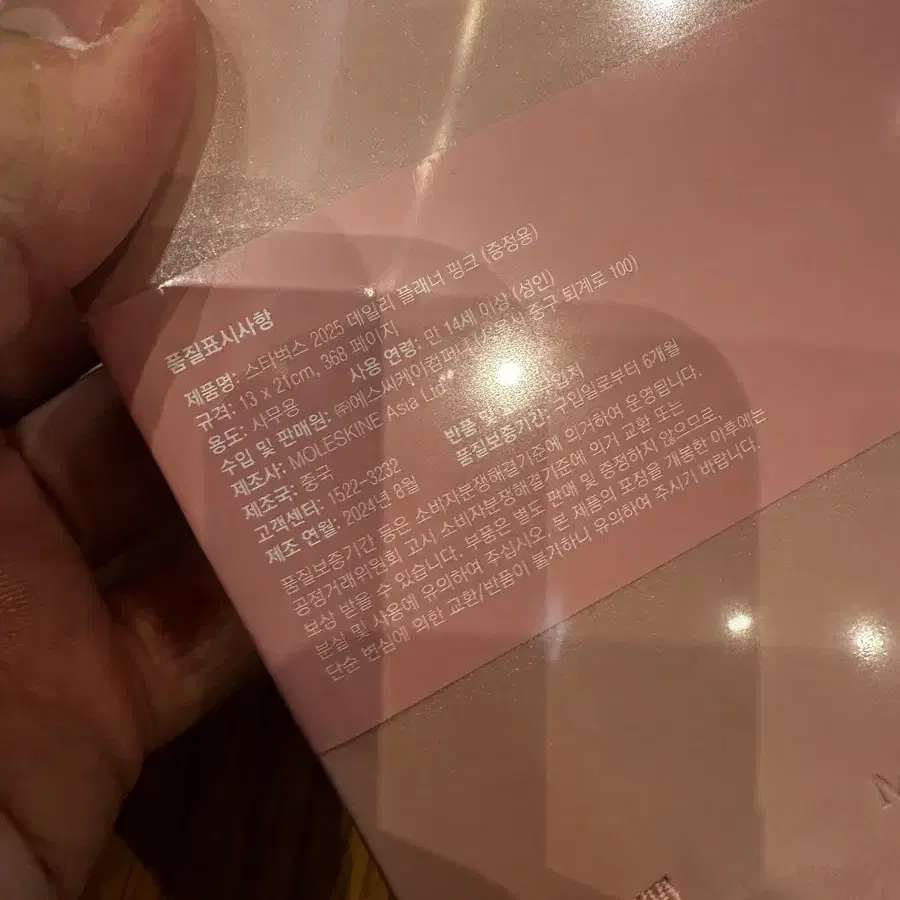 품질표시사항
제품명: 스타벅스 2025 데일리 플래너 핑크 (증정용)
규격: 13 x 21cm, 368 페이지
용도: 사무용 사용 연령: 만 14세 이상 (성인)
수입 및 판매원: ㈜에스씨케이컴퍼니 중구 퇴계로 100)
제조사: MOLESKINE Asia Ltd
제조국: 중국 반품 및
고객센터: 1522-3232 품질보증기간: 구입일로부터 6개월
제조 연월: 2024년 8월
품질보증기간 등은 소비자분쟁해결기준에 의거하여 운영됩니다.
공정거래위원회 고시 소비자분쟁해결기준에 의거 교환 또는
보상 받을 수 있습니다. 부품은 별도 판매 및 증정하지 않으므로,
분실 및 사용에 유의하여 주십시오. 본 제품의 포장을 개봉한 이후에는
단순 변심에 의한 교환/반품이 불가하니 유의하여 주시기 바랍니다.
M